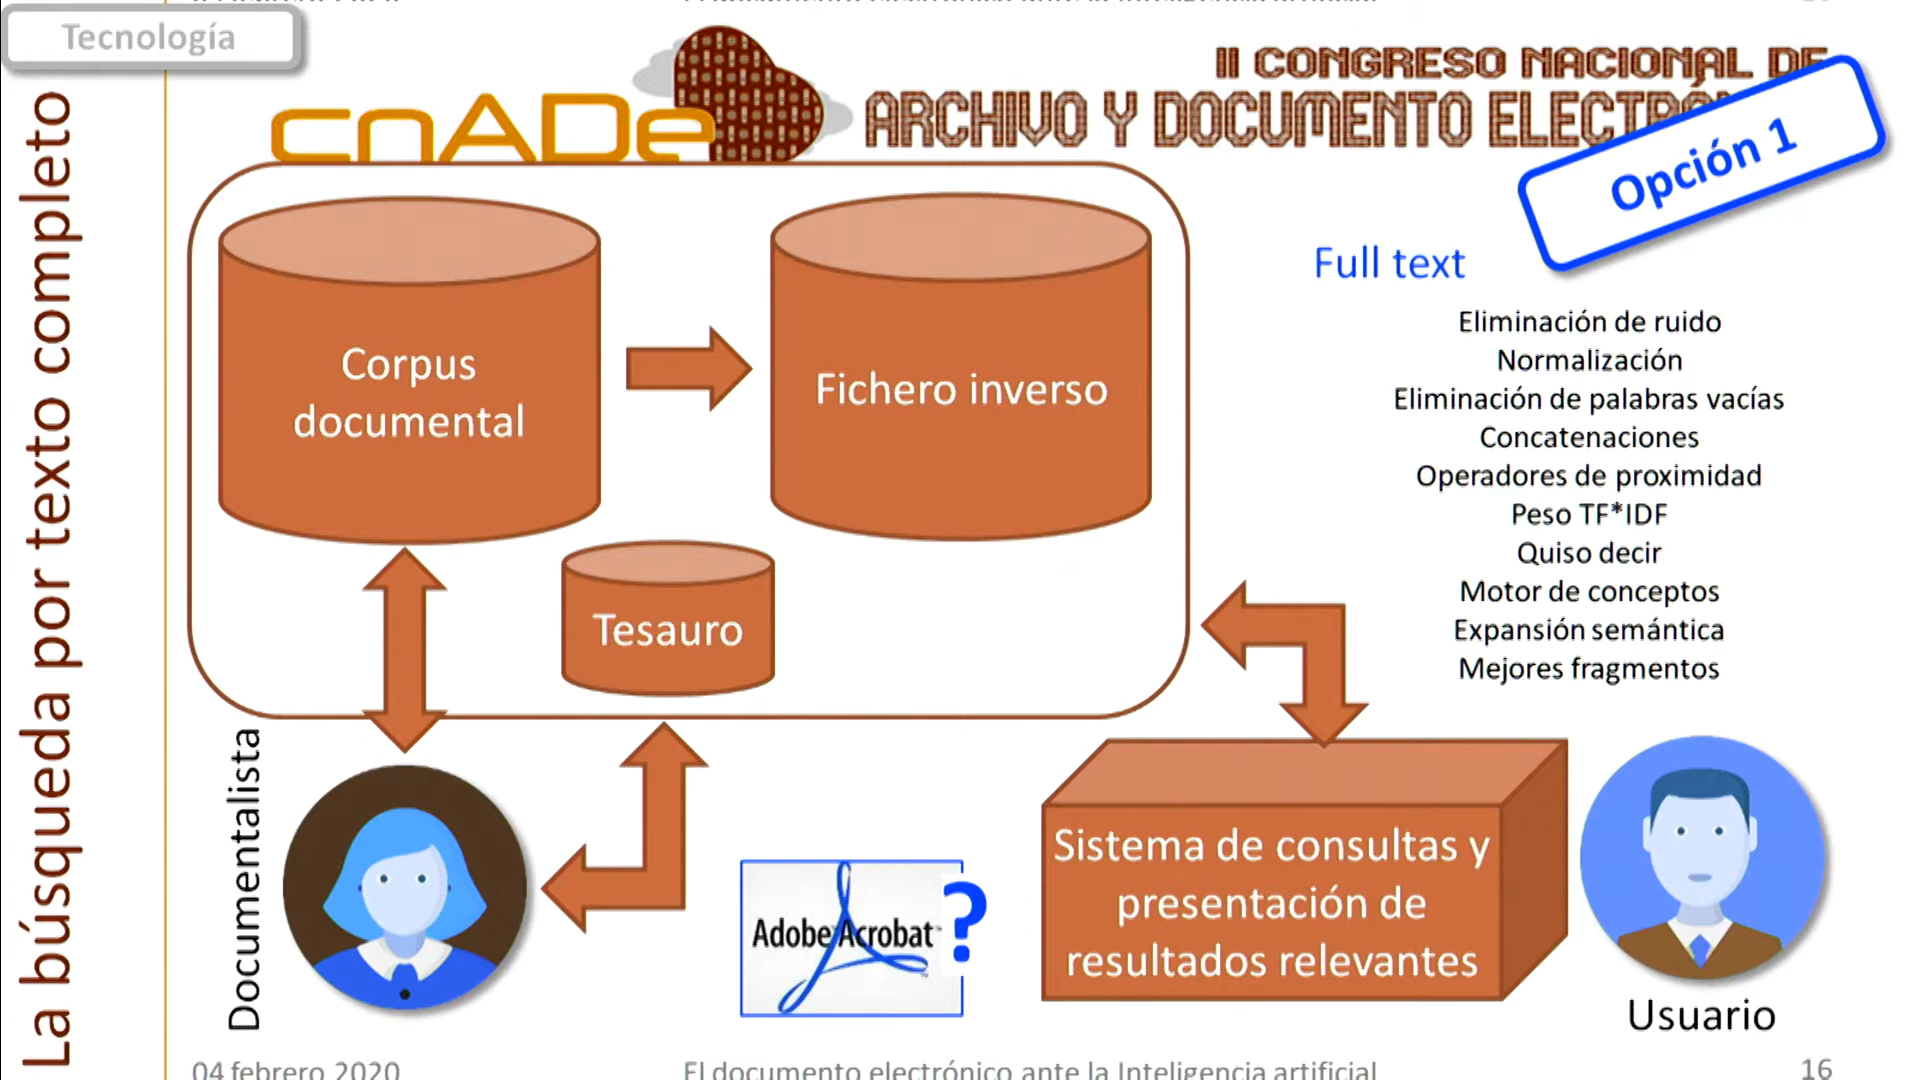 Tecnología
La búsqueda por texto completo
cnADe
II CONGRESO NACIONAL DE
ARCHIVO Y DOCUMENTO
Opción 1
Corpus
documental
Fichero inverso
Tesauro
Full text
Eliminación de ruido
Normalización
Eliminación de palabras vacías
Concatenaciones
Operadores de proximidad
Peso TF*IDF
Quiso decir
Motor de conceptos
Expansión semántica
Mejores fragmentos
Documentalista
Adobe Acrobat
?
Sistema de consultas y
presentación de
resultados relevantes
Usuario
04 febrero 2020
El documento electrónico ante la Inteligencia artificial
16